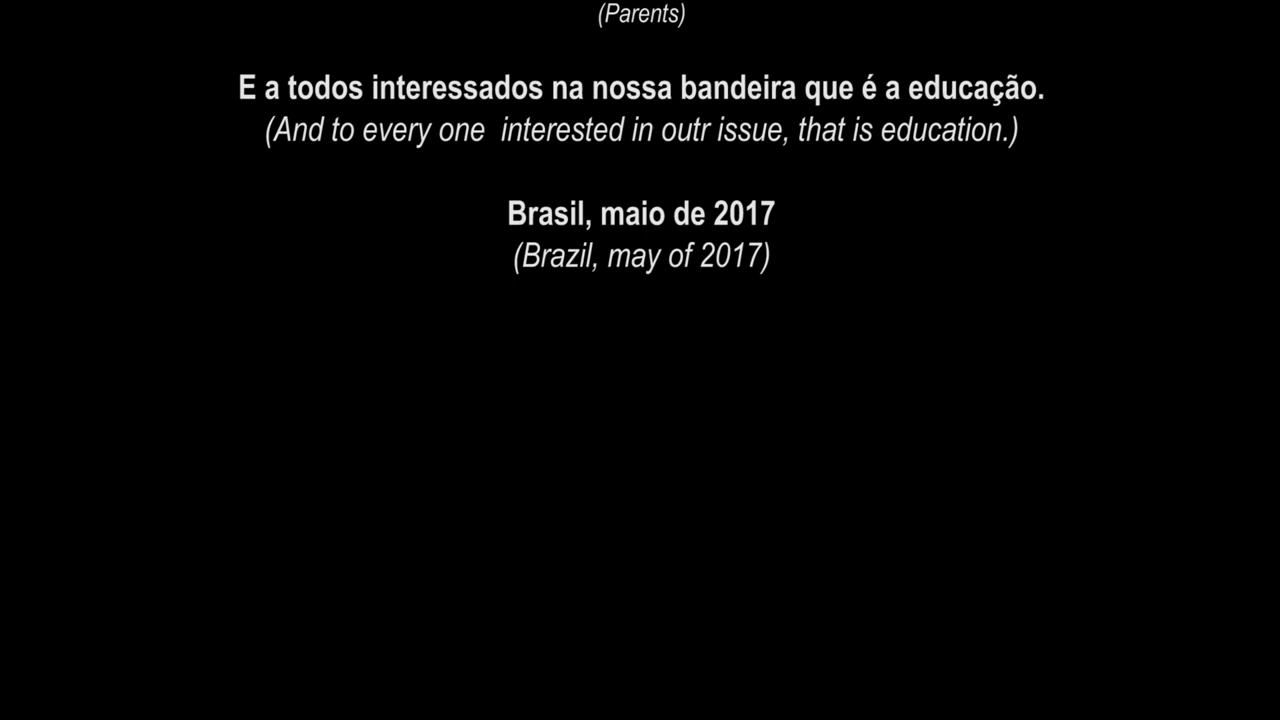 (Parents)
E a todos interessados na nossa bandeira que é a educação.
(And to every one  interested in outr issue, that is education.)
Brasil, maio de 2017
(Brazil, may of 2017)